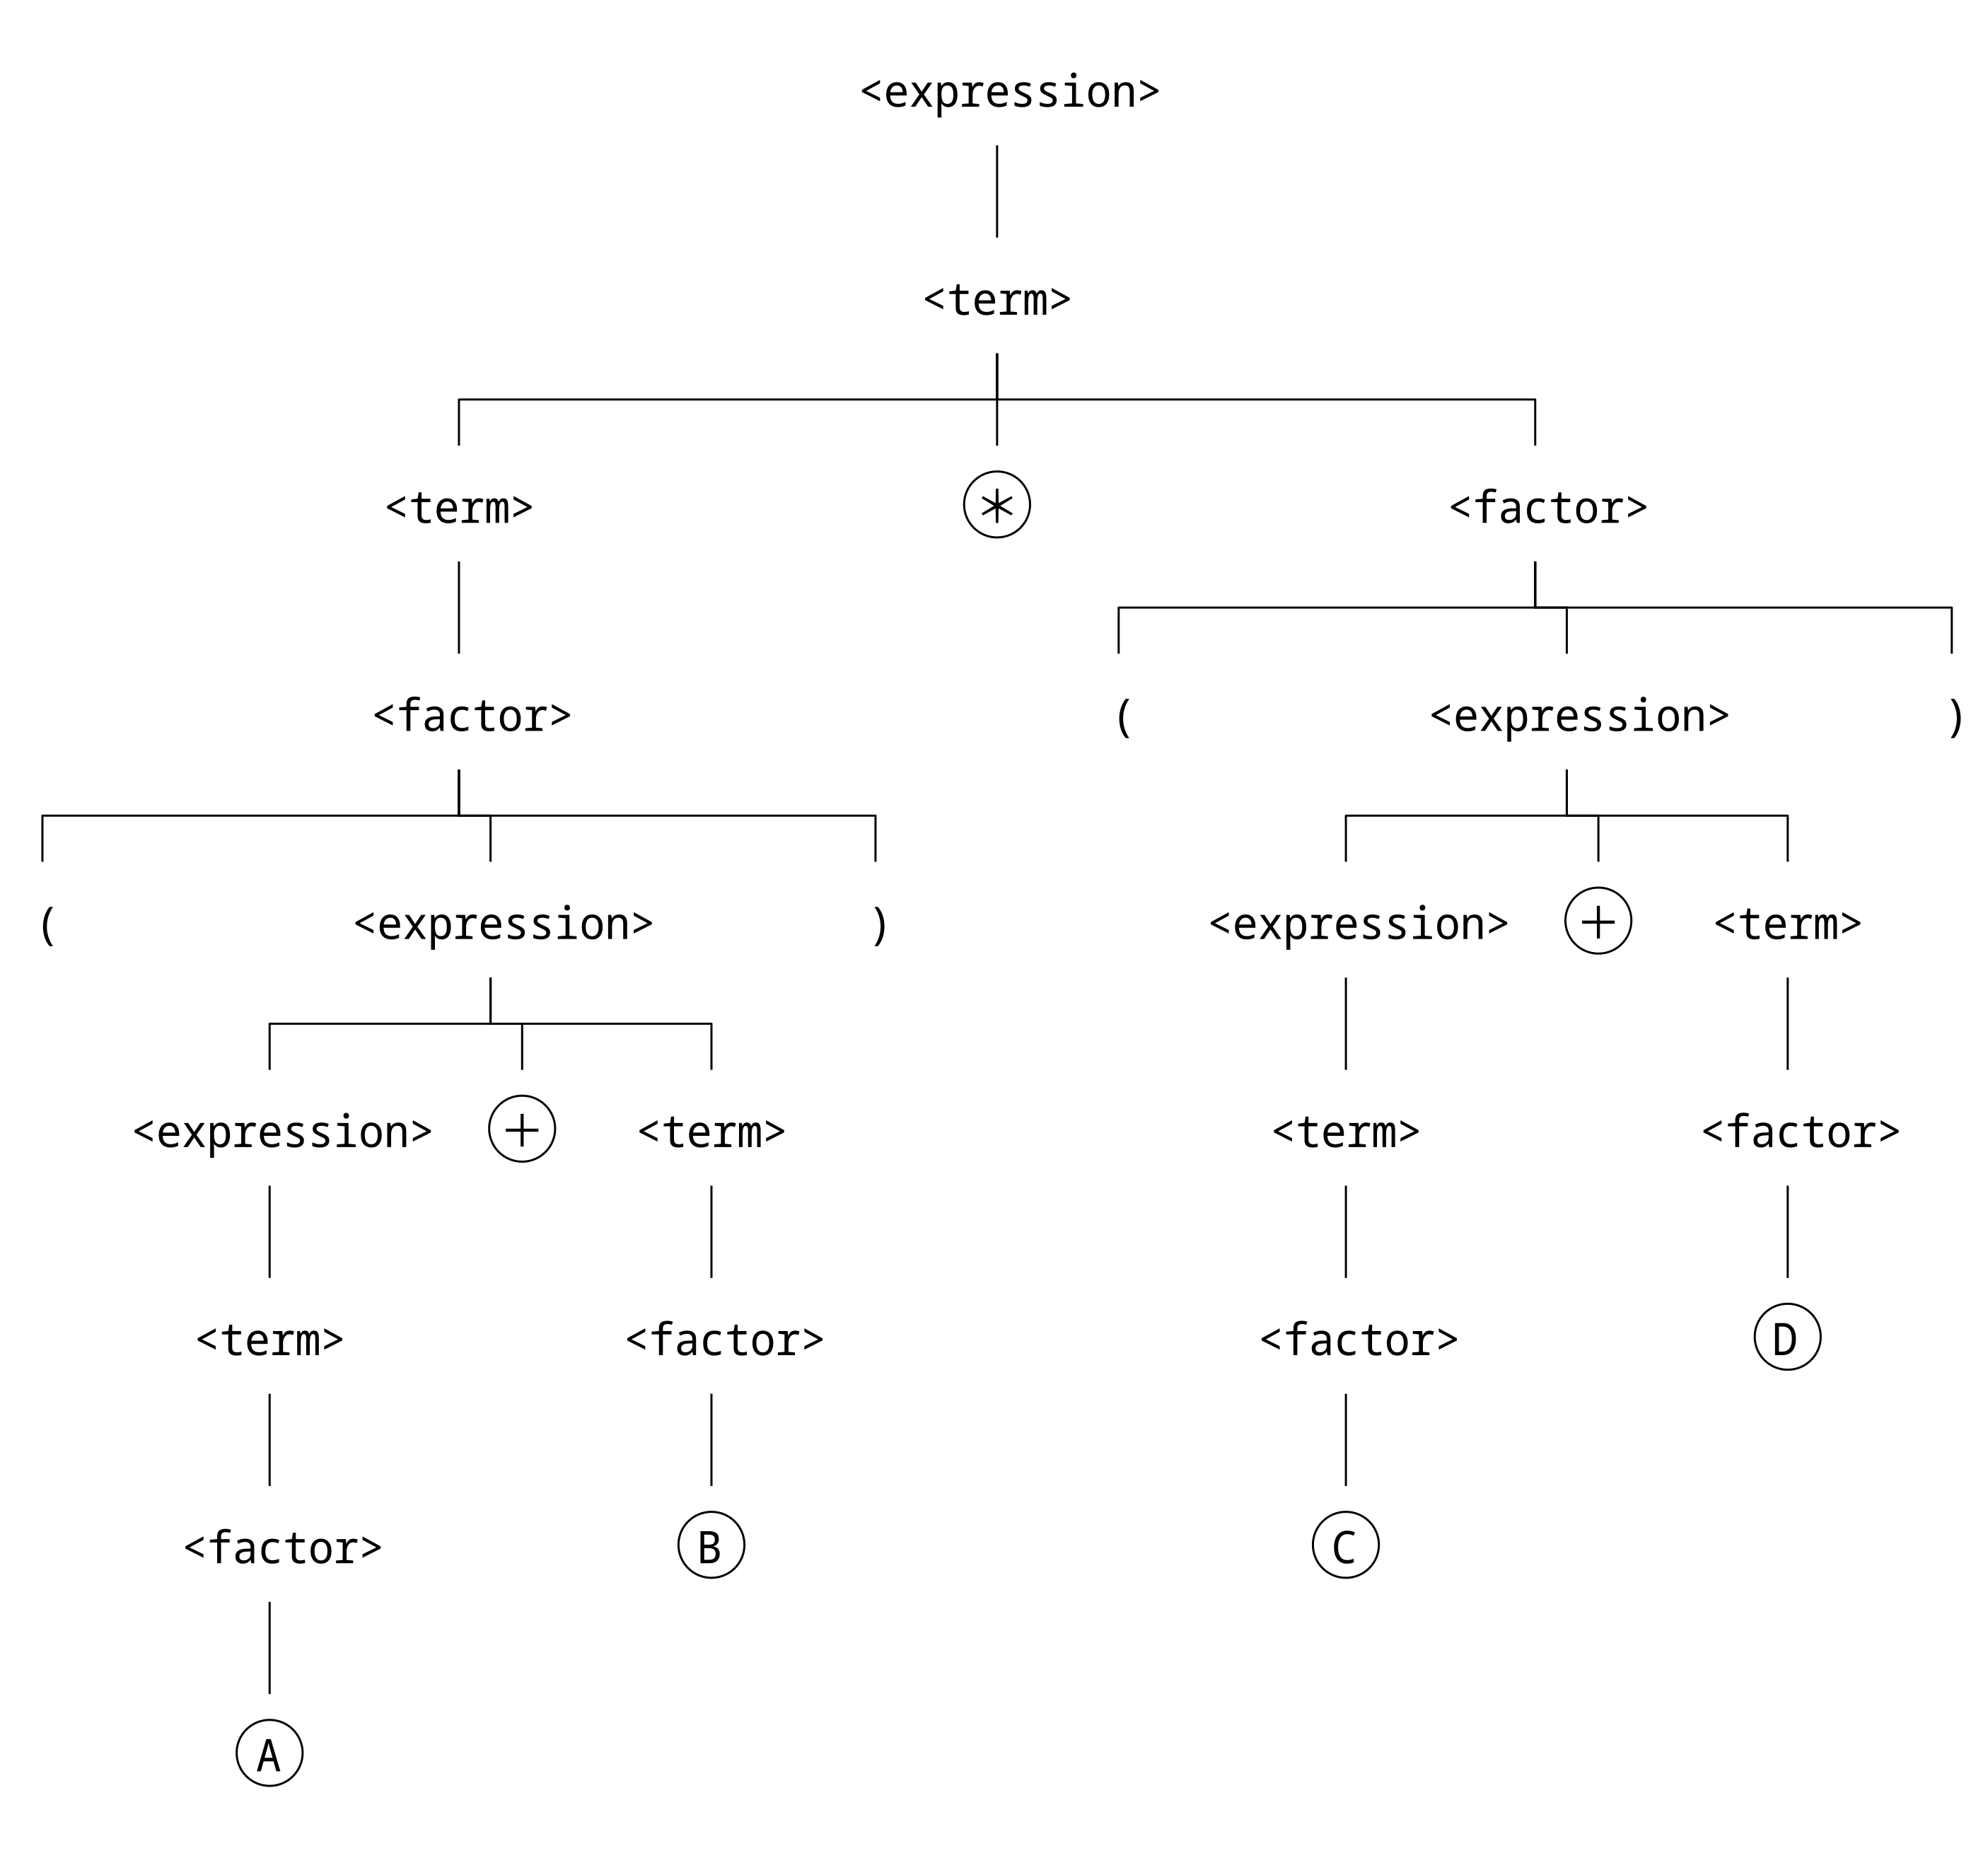 <expression>
<term>
<term> * <factor>
<factor> ( <expression> )
( <expression> ) <expression> + <term>
<expression> + <term> <term> <factor>
<term> <factor> <factor> D
<factor> B C
A